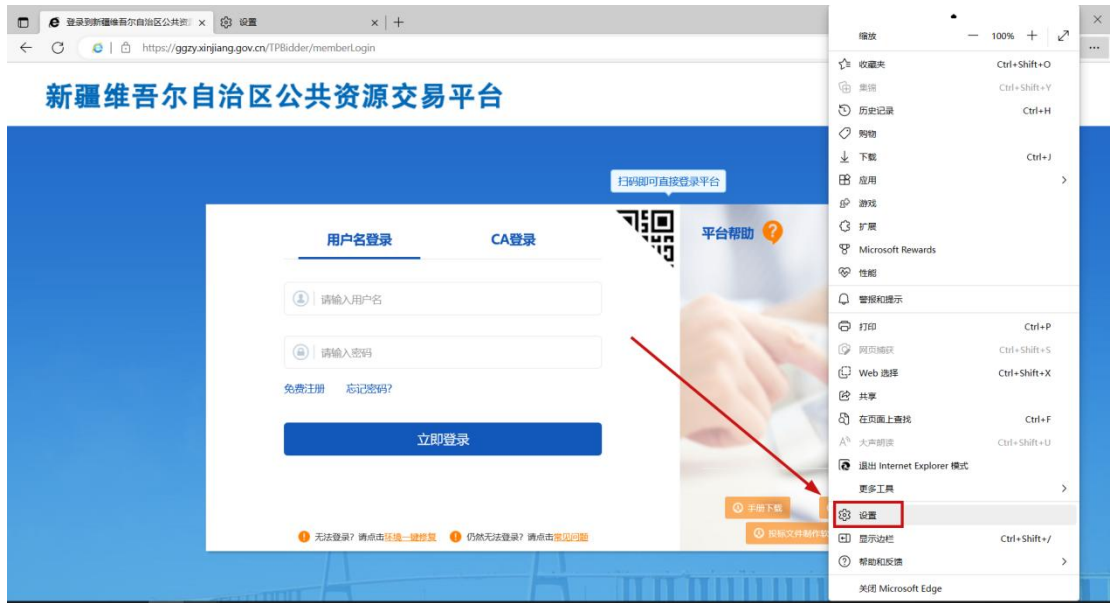 登录到新疆维吾尔自治区公共资
设置
https://ggzy.xinjiang.gov.cn/TPBidder/memberLogin
新疆维吾尔自治区公共资源交易平台
扫码即可直接登录平台
用户名登录
CA登录
平台帮助
请输入用户名
请输入密码
免费注册 忘记密码?
立即登录
手册下载
投标文件制作软
无法登录？请点击环境一键修复
仍然无法登录？请点击常见问题
缩放 — 100% +
收藏夹 Ctrl+Shift+O
集锦 Ctrl+Shift+Y
历史记录 Ctrl+H
购物
下载 Ctrl+J
应用
游戏
扩展
Microsoft Rewards
性能
警报和提示
打印 Ctrl+P
网页捕获 Ctrl+Shift+S
Web 选择 Ctrl+Shift+X
共享
在页面上查找 Ctrl+F
大声朗读 Ctrl+Shift+U
退出 Internet Explorer 模式
更多工具
设置
显示边栏 Ctrl+Shift+/
帮助和反馈
关闭 Microsoft Edge